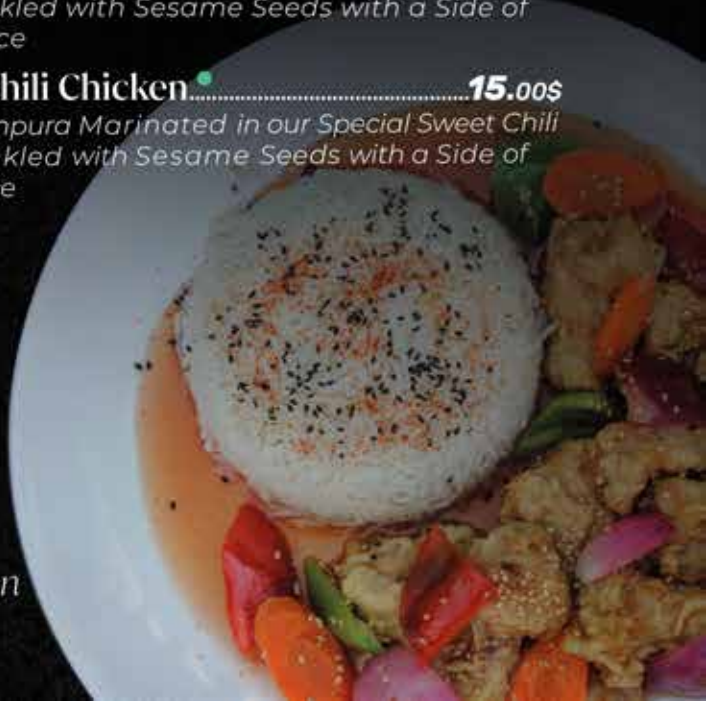 kled with Sesame Seeds with a Side of
ce
hili Chicken..........................................15.00$
npura Marinated in our Special Sweet Chili
kled with Sesame Seeds with a Side of
e
n